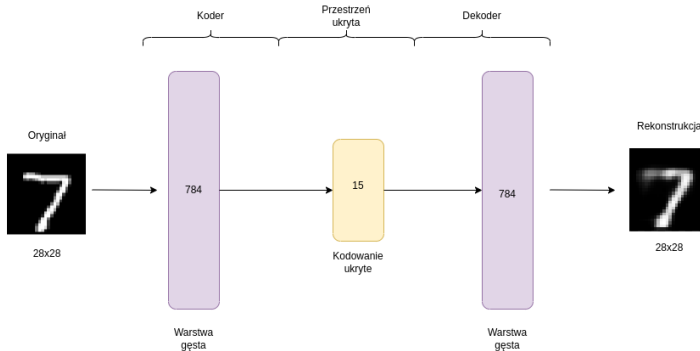 Koder
Przestrzeń
ukryta
Dekoder
Oryginał
28x28
784
Warstwa
gęsta
15
Kodowanie
ukryte
784
Warstwa
gęsta
Rekonstrukcja
28x28